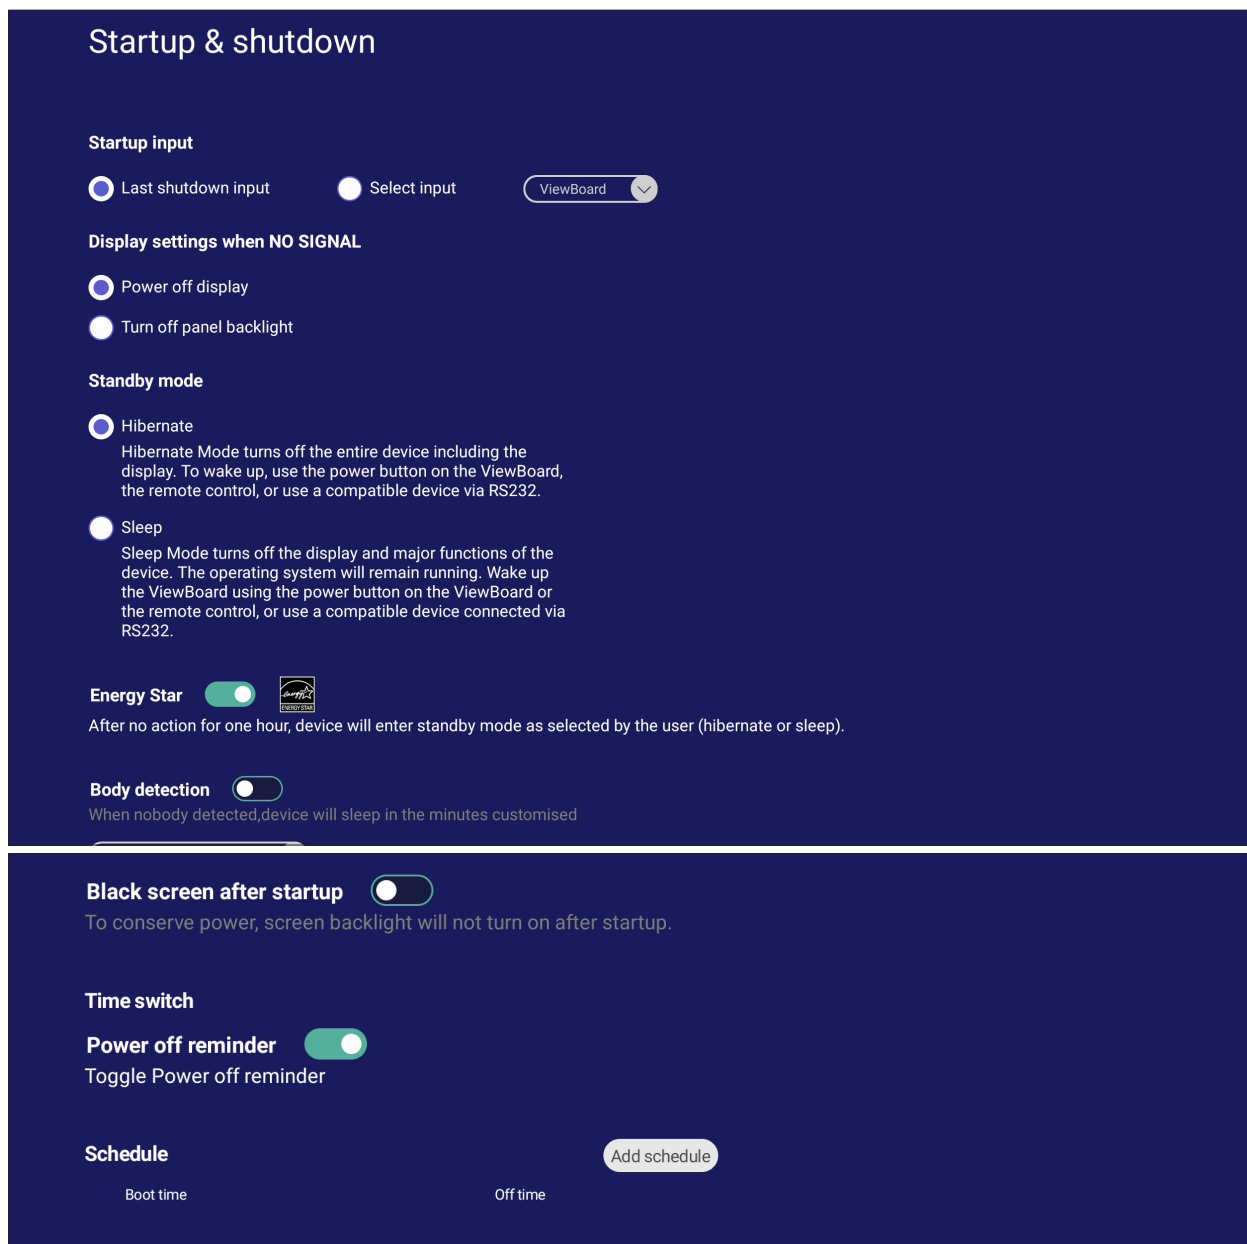 Startup & shutdown
Startup input
Last shutdown input Select input ViewBoard
Display settings when NO SIGNAL
Power off display
Turn off panel backlight
Standby mode
Hibernate
Hibernate Mode turns off the entire device including the
display. To wake up, use the power button on the ViewBoard,
the remote control, or use a compatible device via RS232.
Sleep
Sleep Mode turns off the display and major functions of the
device. The operating system will remain running. Wake up
the ViewBoard using the power button on the ViewBoard or
the remote control, or use a compatible device connected via
RS232.
Energy Star energy ENERGY STAR
After no action for one hour, device will enter standby mode as selected by the user (hibernate or sleep).
Body detection
When nobody detected,device will sleep in the minutes customised
Black screen after startup
To conserve power, screen backlight will not turn on after startup.
Time switch
Power off reminder
Toggle Power off reminder
Schedule Add schedule
Boot time Off time